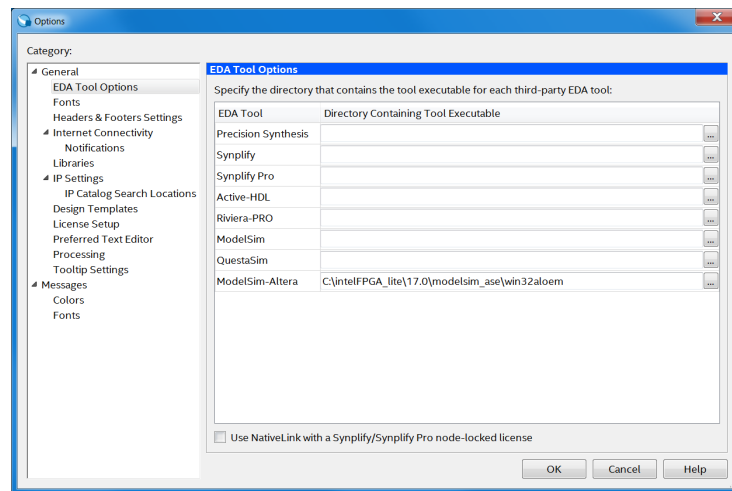 Options
Category:
General
EDA Tool Options
Fonts
Headers & Footers Settings
Internet Connectivity
Notifications
Libraries
IP Settings
IP Catalog Search Locations
Design Templates
License Setup
Preferred Text Editor
Processing
Tooltip Settings
Messages
Colors
Fonts
EDA Tool Options
Specify the directory that contains the tool executable for each third-party EDA tool:
EDA Tool Directory Containing Tool Executable
Precision Synthesis ...
Synplify ...
Synplify Pro ...
Active-HDL ...
Riviera-PRO ...
ModelSim ...
QuestaSim ...
ModelSim-Altera C:\intelFPGA_lite\17.0\modelsim_ase\win32aloem ...
Use NativeLink with a Synplify/Synplify Pro node-locked license
OK Cancel Help